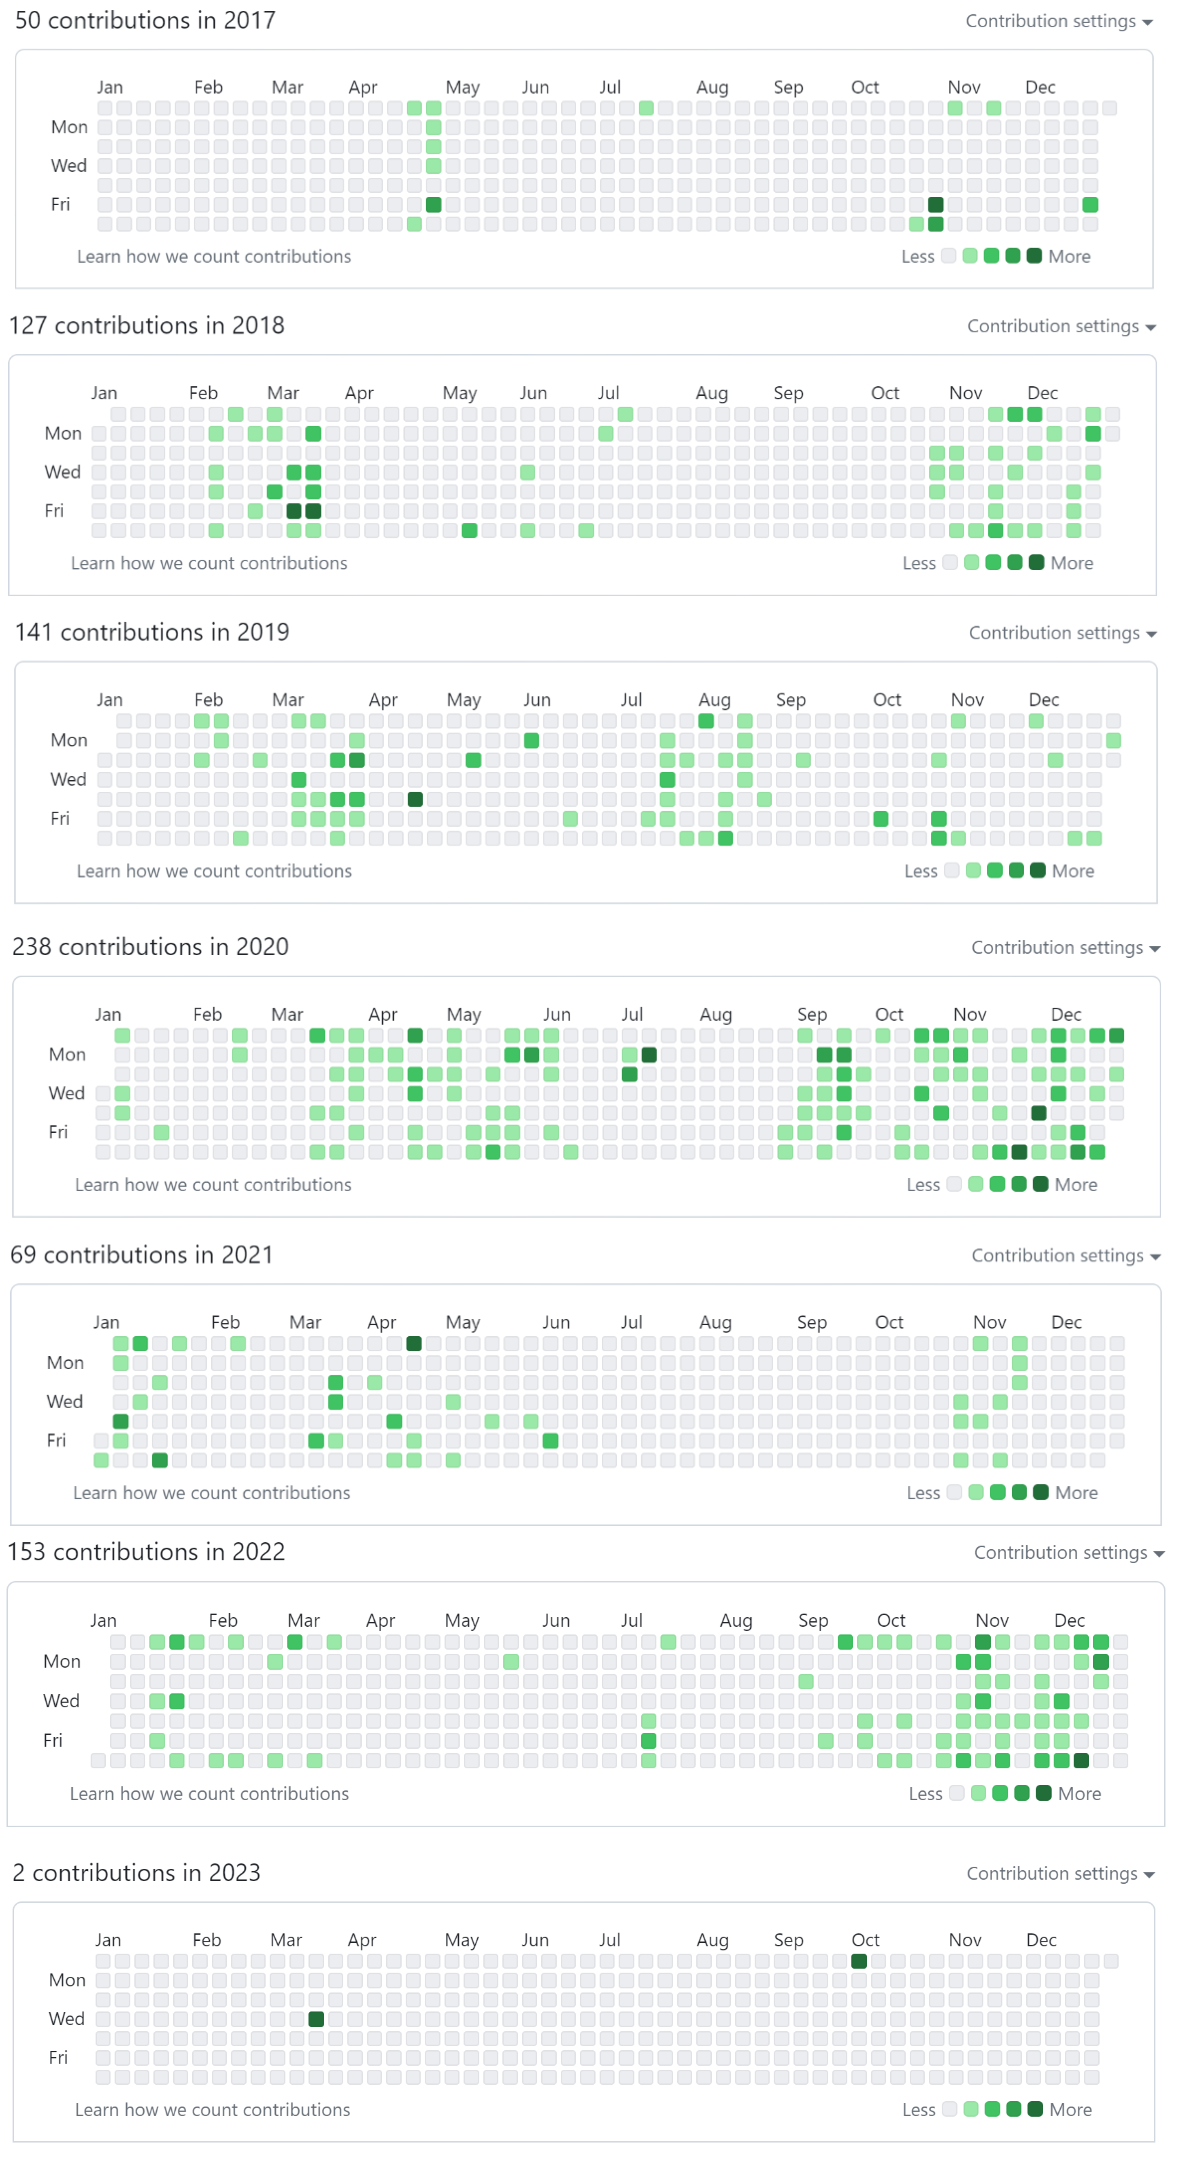 50 contributions in 2017 Contribution settings
Jan Feb Mar Apr May Jun Jul Aug Sep Oct Nov Dec
Mon
Wed
Fri
Learn how we count contributions Less More
127 contributions in 2018 Contribution settings
Jan Feb Mar Apr May Jun Jul Aug Sep Oct Nov Dec
Mon
Wed
Fri
Learn how we count contributions Less More
141 contributions in 2019 Contribution settings
Jan Feb Mar Apr May Jun Jul Aug Sep Oct Nov Dec
Mon
Wed
Fri
Learn how we count contributions Less More
238 contributions in 2020 Contribution settings
Jan Feb Mar Apr May Jun Jul Aug Sep Oct Nov Dec
Mon
Wed
Fri
Learn how we count contributions Less More
69 contributions in 2021 Contribution settings
Jan Feb Mar Apr May Jun Jul Aug Sep Oct Nov Dec
Mon
Wed
Fri
Learn how we count contributions Less More
153 contributions in 2022 Contribution settings
Jan Feb Mar Apr May Jun Jul Aug Sep Oct Nov Dec
Mon
Wed
Fri
Learn how we count contributions Less More
2 contributions in 2023 Contribution settings
Jan Feb Mar Apr May Jun Jul Aug Sep Oct Nov Dec
Mon
Wed
Fri
Learn how we count contributions Less More